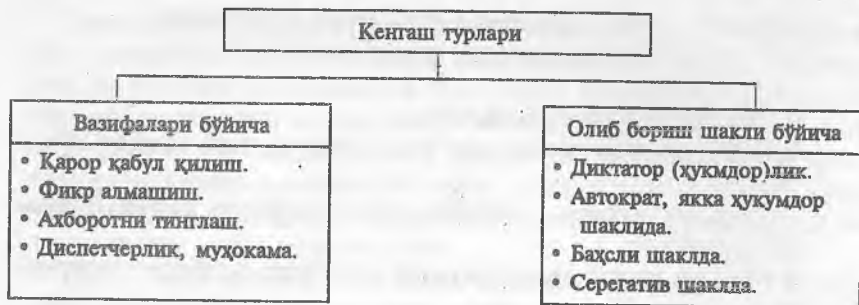 Кенгаш турлари
Вазифалари бўйича
• Қарор қабул қилиш.
• Фикр алмашиш.
• Ахборотни тинглаш.
• Диспетчерлик, муҳокама.
Олиб бориш шакли бўйича
• Диктатор (ҳукмдор)лик.
• Автократ, якка ҳукумдор
шаклида.
• Баҳсли шаклда.
• Серегатив шаклда.